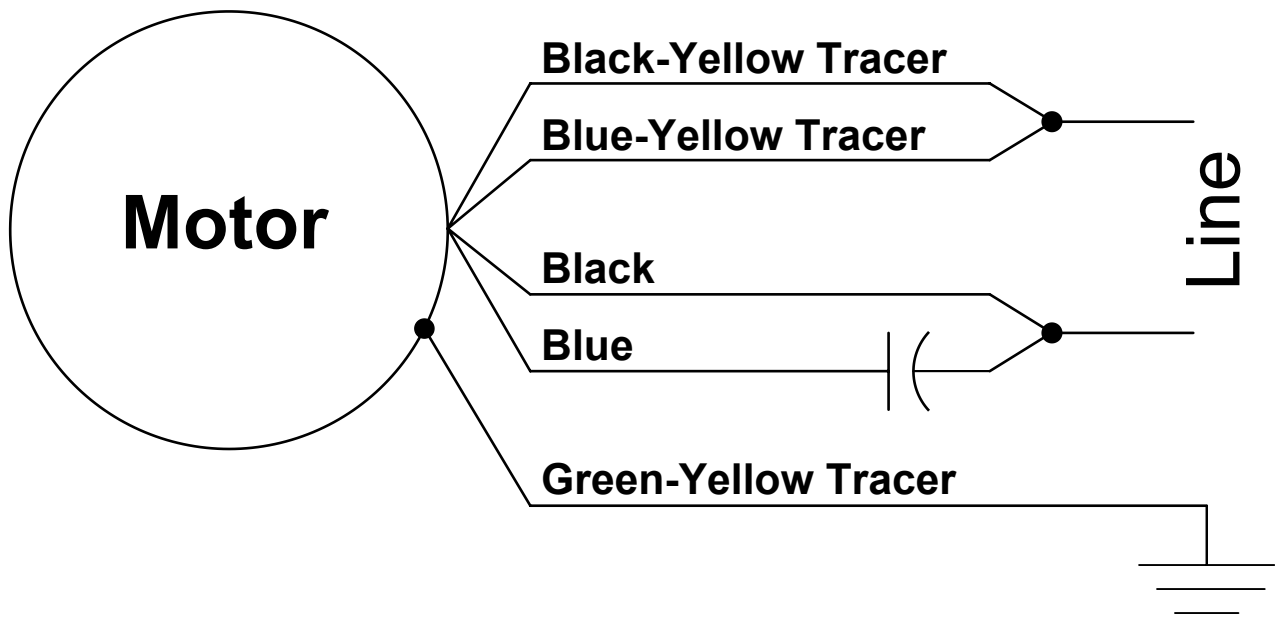 Black-Yellow Tracer
Blue-Yellow Tracer
Motor
Black
Blue
Green-Yellow Tracer
Line